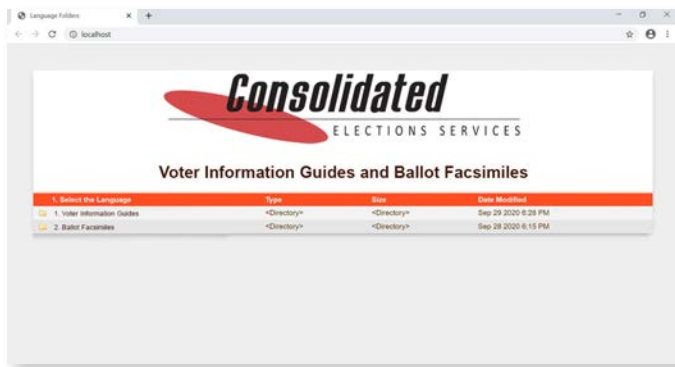 Language Folders
localhost
Consolidated
ELECTIONS SERVICES
Voter Information Guides and Ballot Facsimiles
1. Select the Language Type Size Date Modified
1. Voter Information Guides <Directory> <Directory> Sep 29 2020 6:28 PM
2. Ballot Facsimiles <Directory> <Directory> Sep 28 2020 6:15 PM